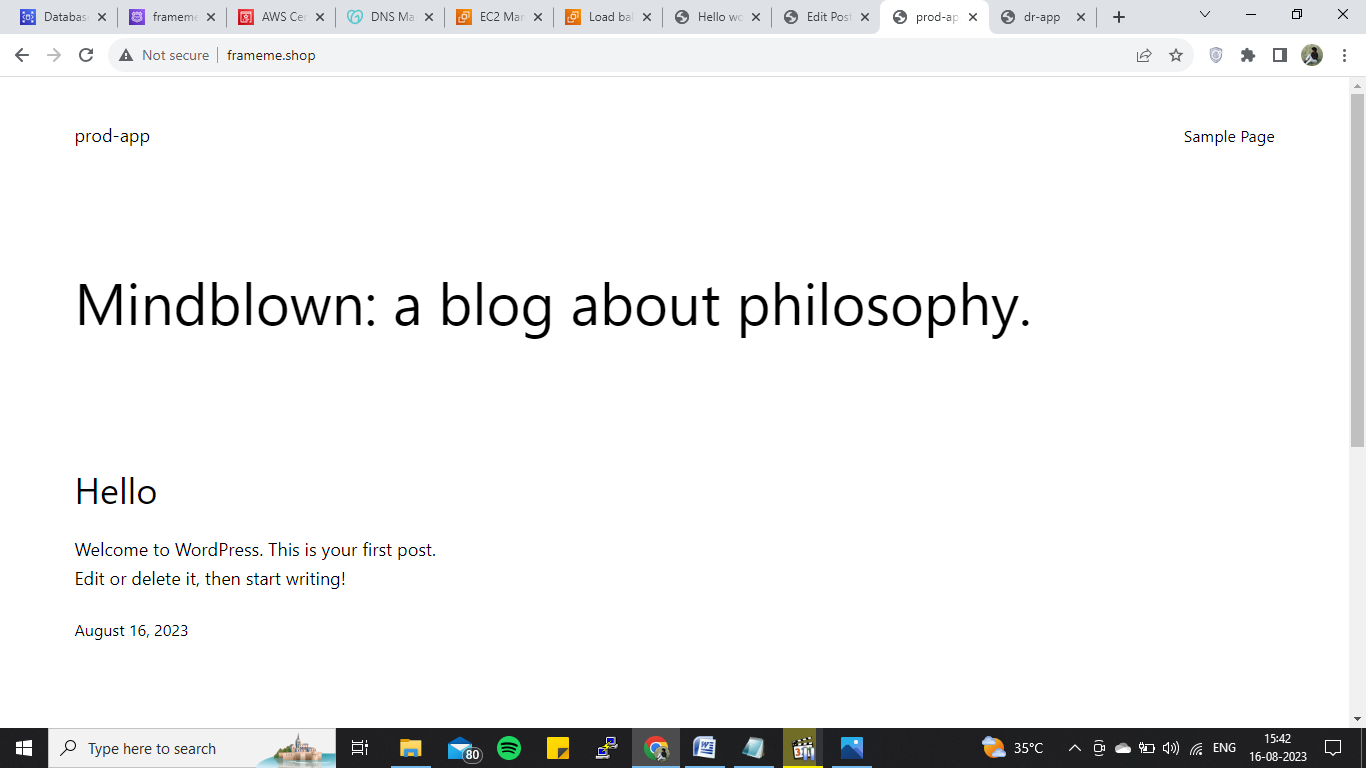 Databas
frameme
AWS Cer
DNS Ma
EC2 Man
Load bal
Hello wo
Edit Post
prod-ap
dr-app
Not secure
frameme.shop
prod-app
Sample Page
Mindblown: a blog about philosophy.
Hello
Welcome to WordPress. This is your first post.
Edit or delete it, then start writing!
August 16, 2023
Type here to search
80
35°C
ENG
15:42
16-08-2023